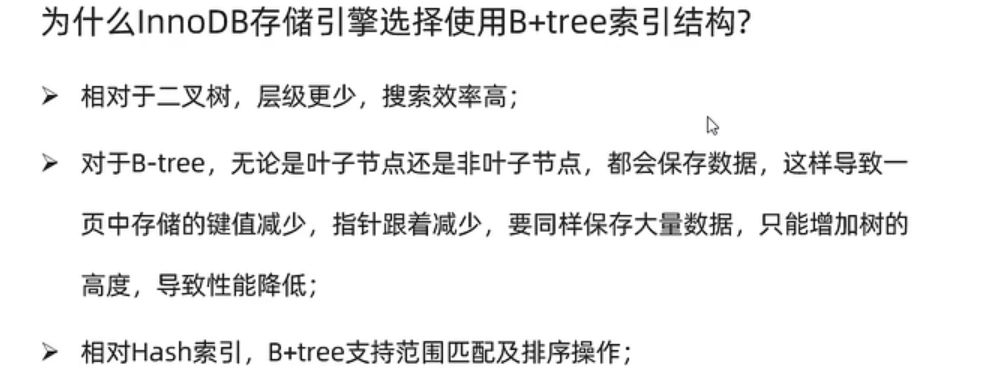 为什么InnoDB存储引擎选择使用B+tree索引结构?
➢ 相对于二叉树，层级更少，搜索效率高；
➢ 对于B-tree，无论是叶子节点还是非叶子节点，都会保存数据，这样导致一
页中存储的键值减少，指针跟着减少，要同样保存大量数据，只能增加树的
高度，导致性能降低；
➢ 相对Hash索引，B+tree支持范围匹配及排序操作；